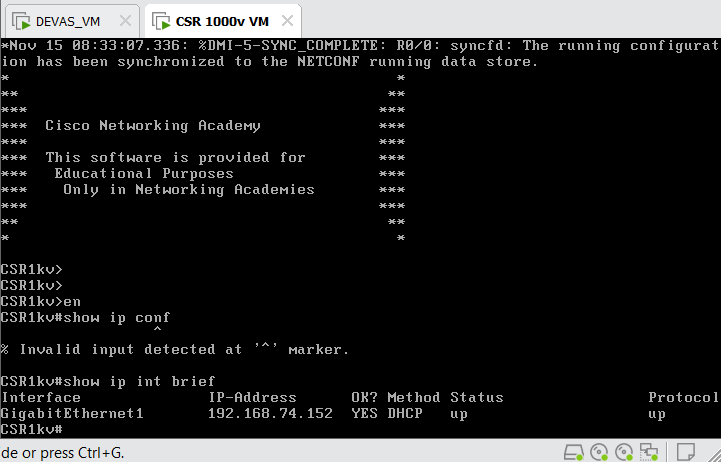 DEVAS_VM CSR 1000v VM
*Nov 15 08:33:07.336: %DMI-5-SYNC_COMPLETE: R0/0: syncfd: The running configurat
ion has been synchronized to the NETCONF running data store.
* *
** **
*** ***
*** Cisco Networking Academy ***
*** ***
*** This software is provided for ***
*** Educational Purposes ***
*** Only in Networking Academies ***
*** ***
** **
* *
CSR1kv>
CSR1kv>
CSR1kv>en
CSR1kv#show ip conf
^
% Invalid input detected at '^' marker.
CSR1kv#show ip int brief
Interface IP-Address OK? Method Status Protocol
GigabitEthernet1 192.168.74.152 YES DHCP up up
CSR1kv#
de or press Ctrl+G.